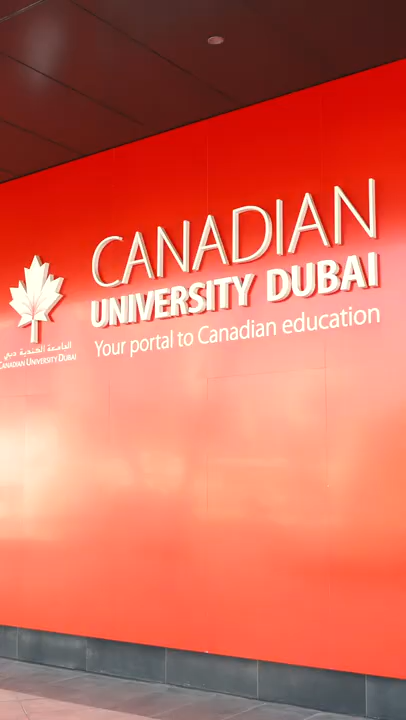 CANADIAN
UNIVERSITY DUBAI
Your portal to Canadian education
الجامعة الكندية دبي
CANADIAN UNIVERSITY DUBAI